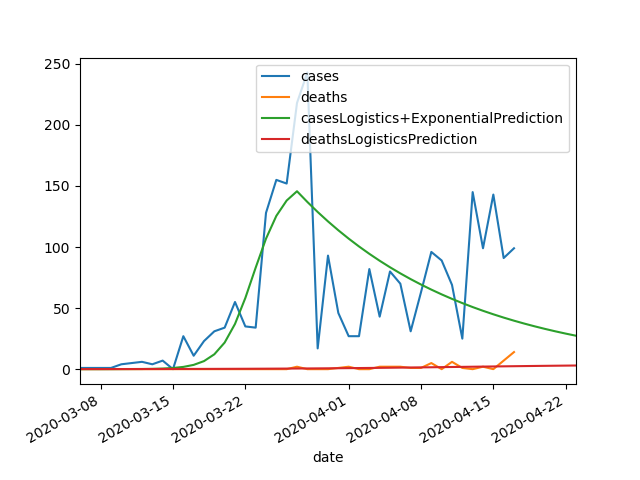 250
200
150
100
50
0
cases
deaths
casesLogistics+ExponentialPrediction
deathsLogisticsPrediction
2020-03-08
2020-03-15
2020-03-22
2020-04-01
2020-04-08
2020-04-15
2020-04-22
date